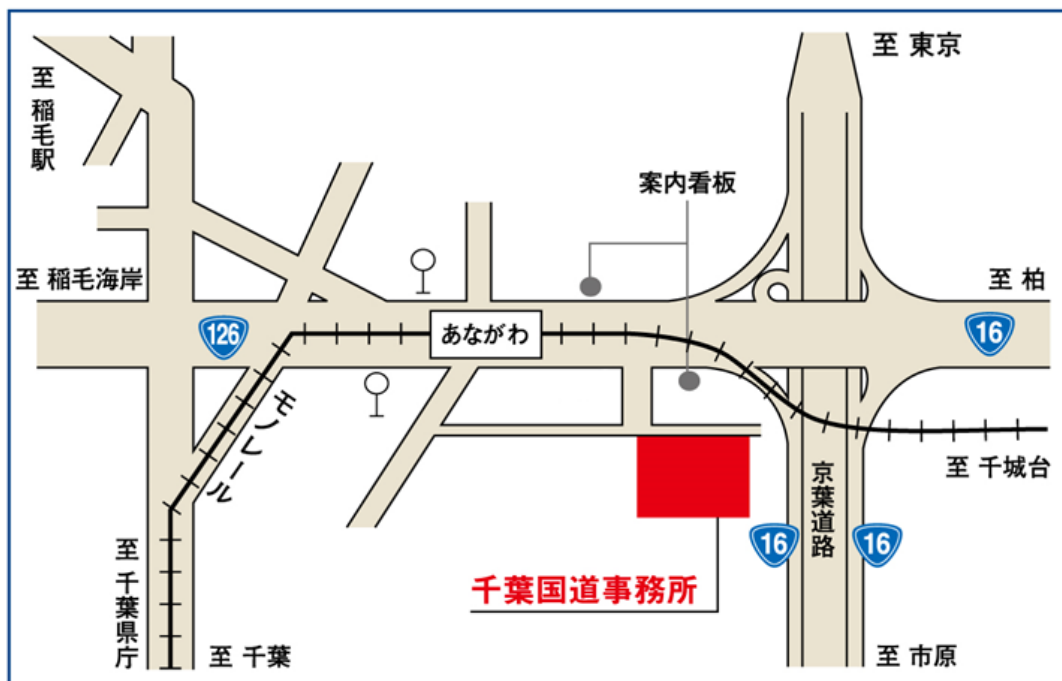 至 東京
至 稲毛駅
案内看板
至 稲毛海岸
至 柏
126
あながわ
16
モノレール
至 千城台
京葉道路
16
16
至 千葉県庁
千葉国道事務所
至 千葉
至 市原